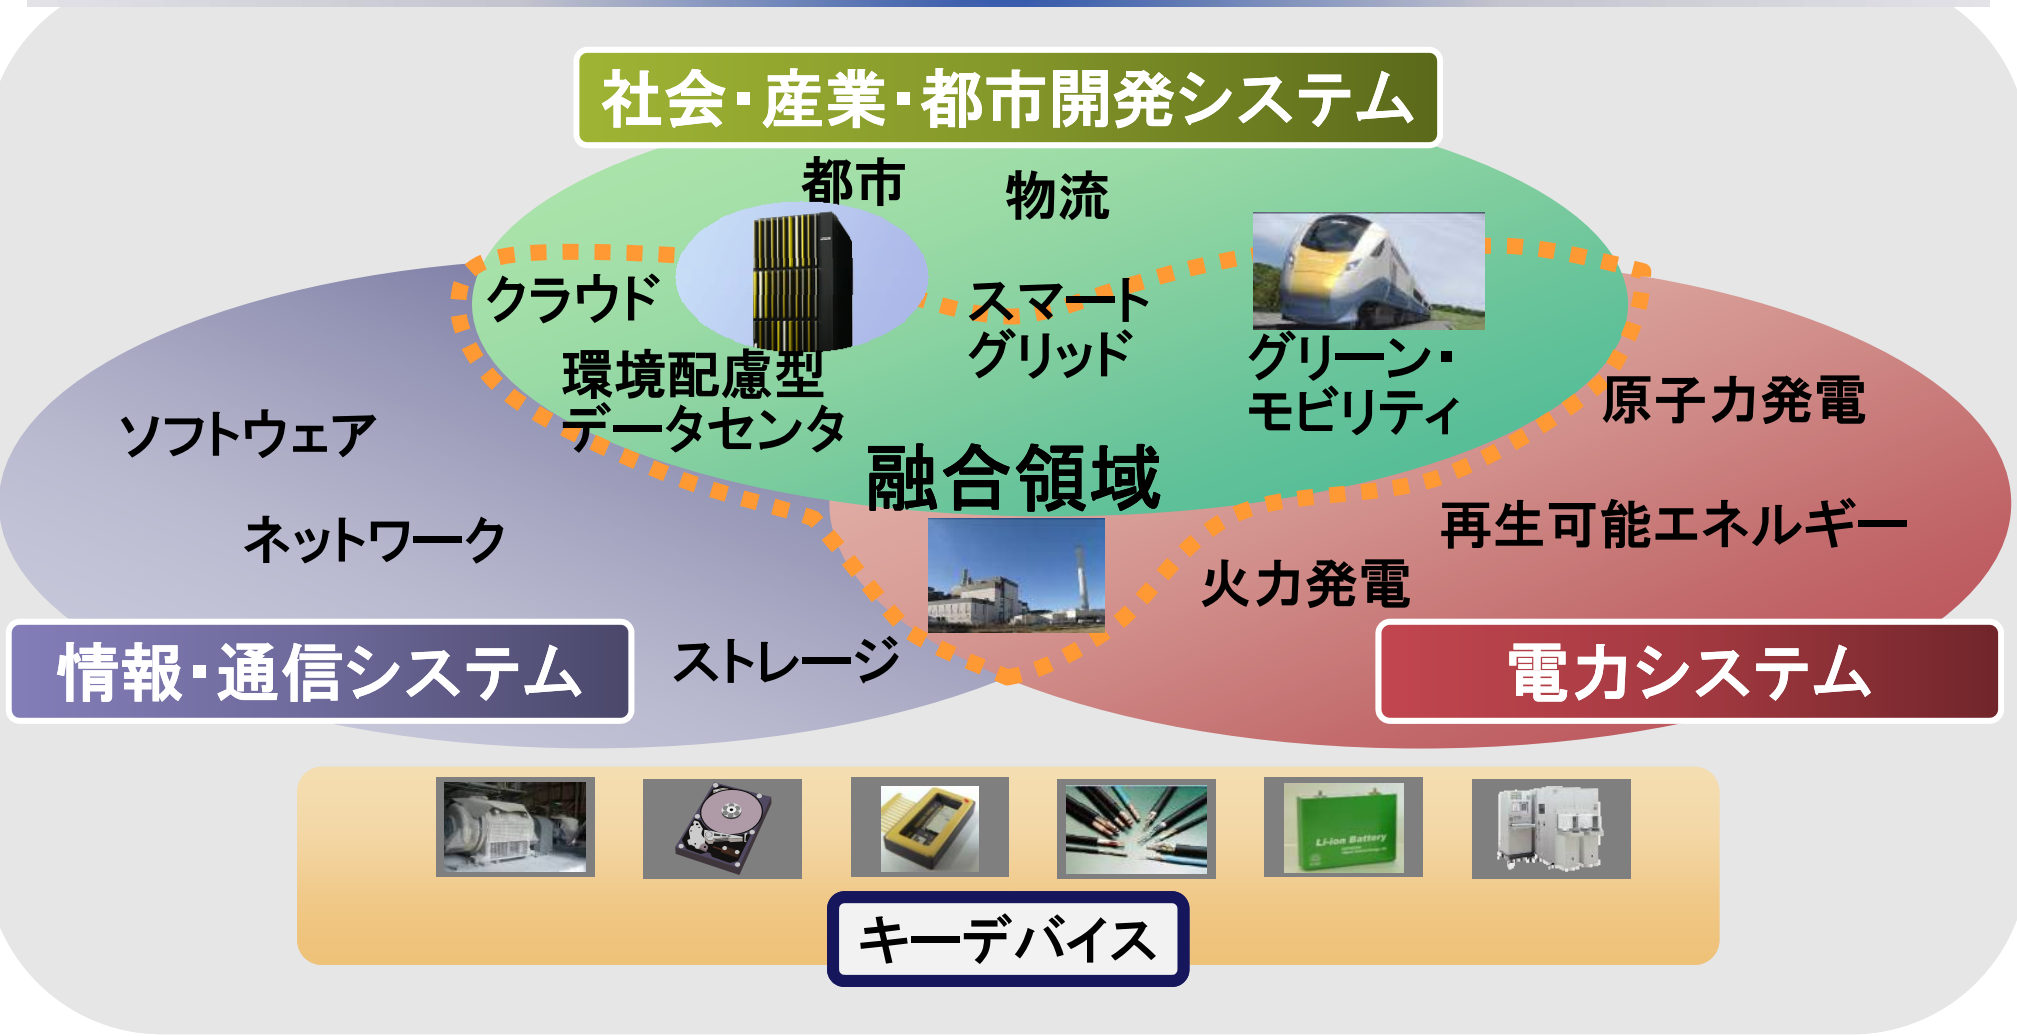 社会・産業・都市開発システム
都市
物流
クラウド
スマート
グリッド
環境配慮型
データセンタ
グリーン・
モビリティ
融合領域
ソフトウェア
ネットワーク
ストレージ
原子力発電
再生可能エネルギー
火力発電
情報・通信システム
電力システム
Li-ion Battery
キーデバイス